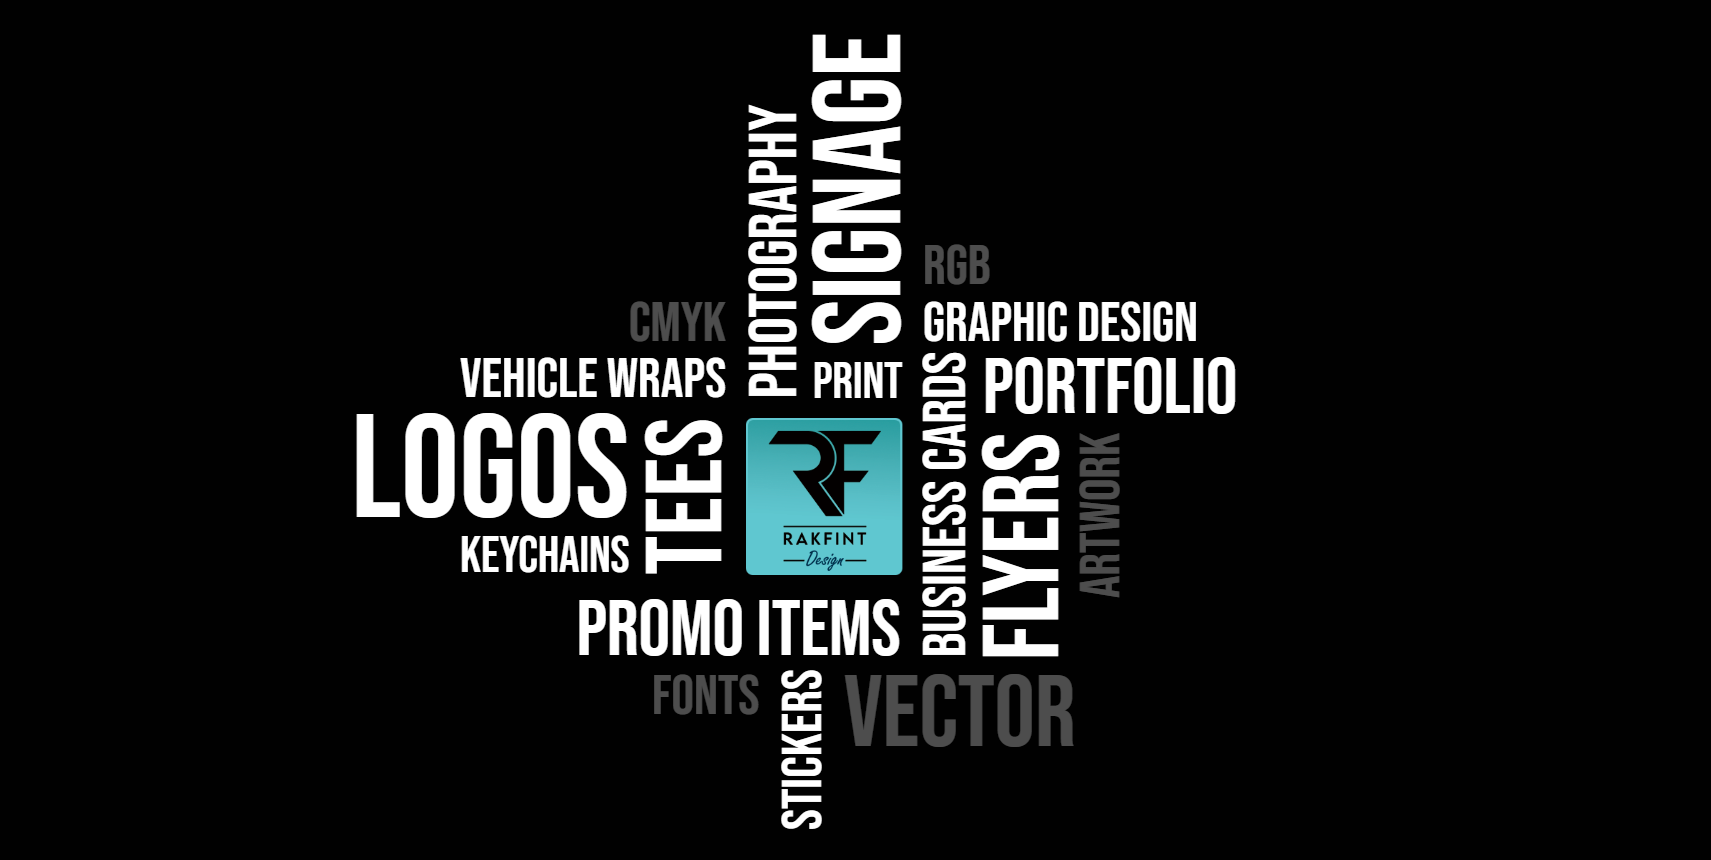 SIGNAGE
PHOTOGRAPHY
RGB
CMYK
GRAPHIC DESIGN
VEHICLE WRAPS
PRINT
BUSINESS CARDS
PORTFOLIO
LOGOS
TEES
RF
RAKFINT
Design
FLYERS
ARTWORK
KEYCHAINS
PROMO ITEMS
FONTS
STICKERS
VECTOR